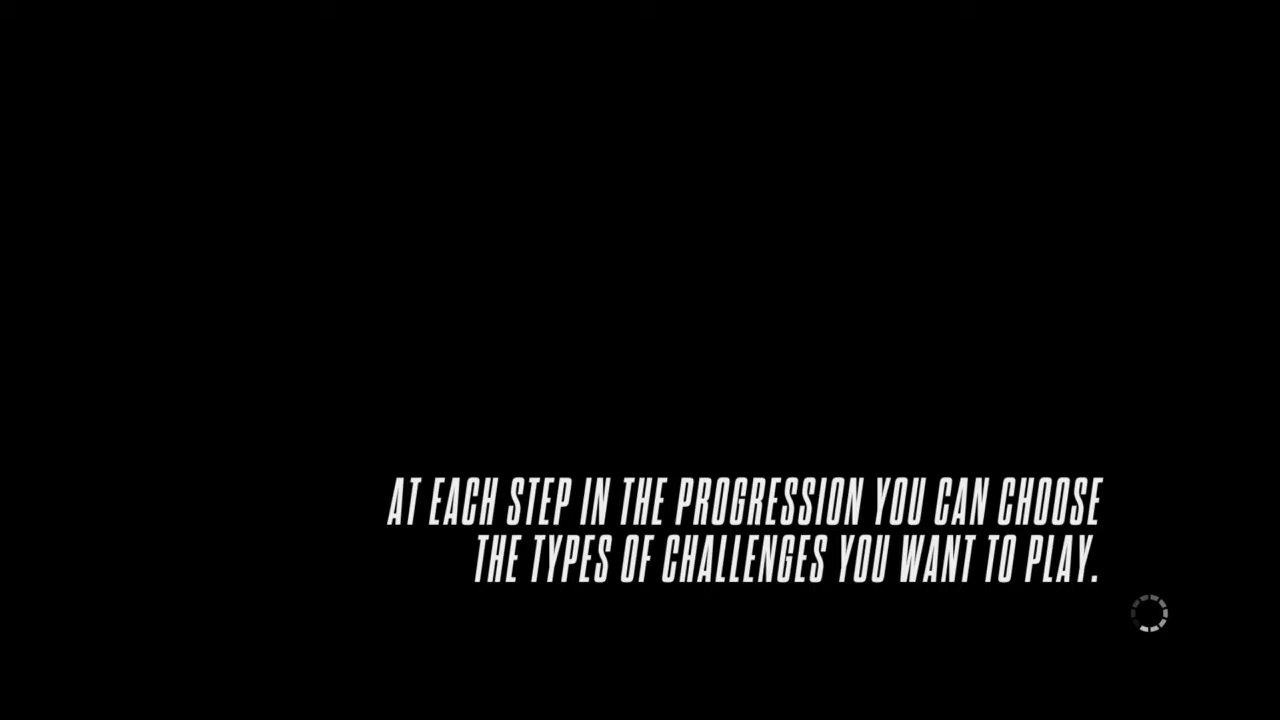 AT EACH STEP IN THE PROGRESSION YOU CAN CHOOSE
THE TYPES OF CHALLENGES YOU WANT TO PLAY.